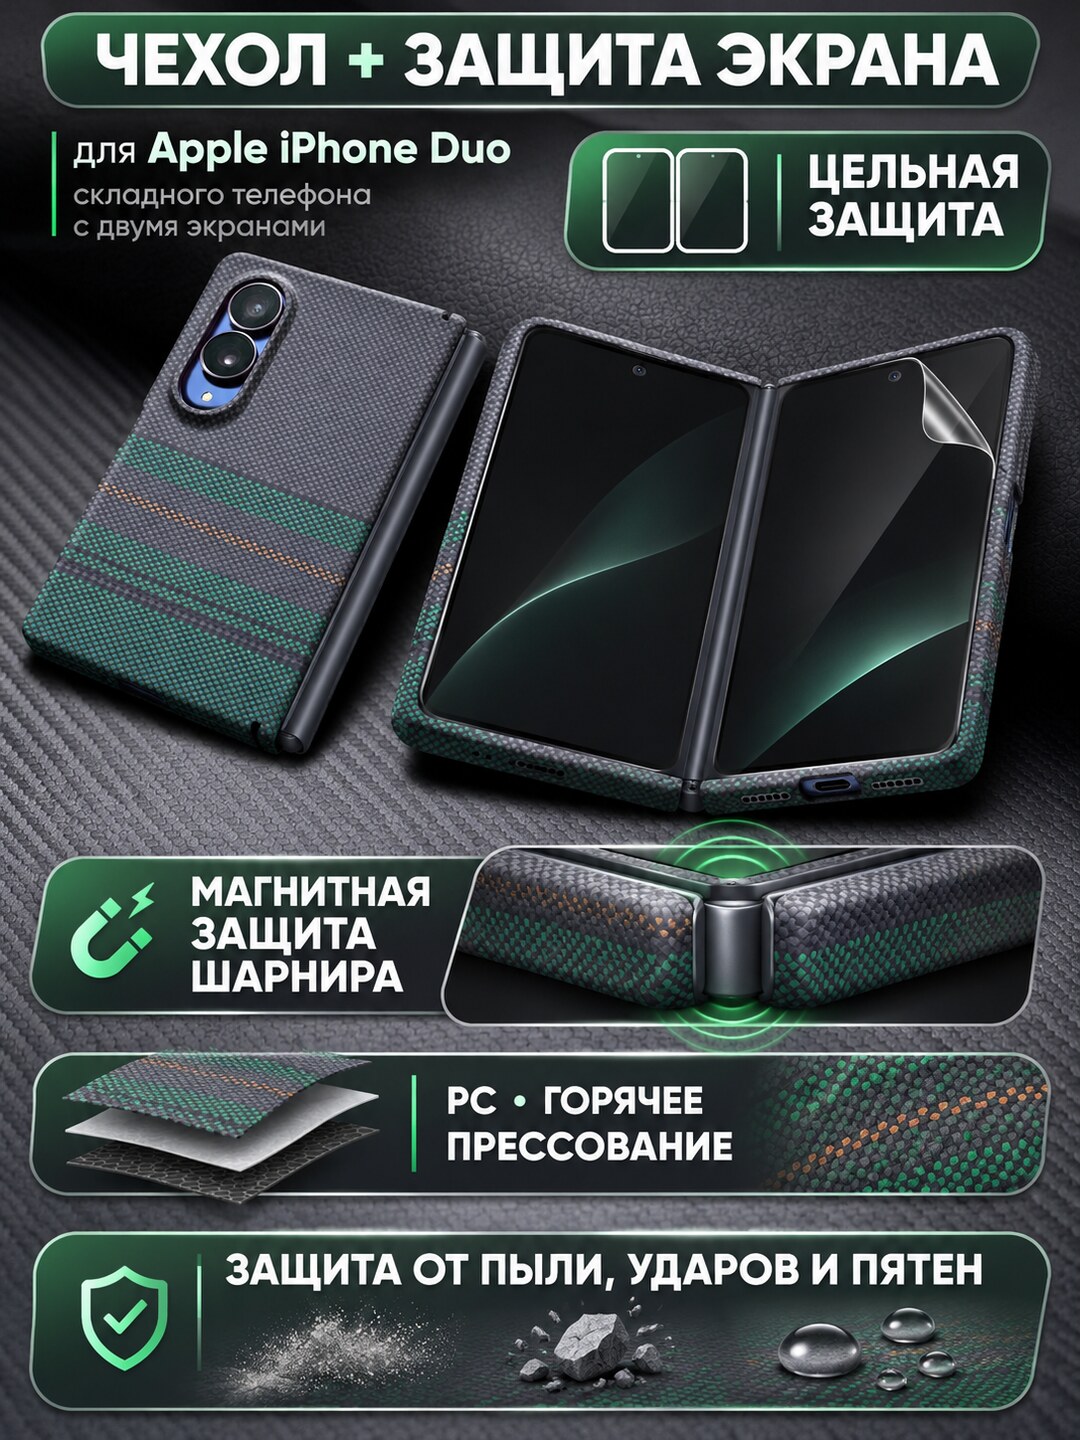 ЧЕХОЛ + ЗАЩИТА ЭКРАНА
для Apple iPhone Duo
складного телефона
с двумя экранами
ЦЕЛЬНАЯ
ЗАЩИТА
МАГНИТНАЯ
ЗАЩИТА
ШАРНИРА
PC • ГОРЯЧЕЕ
ПРЕССОВАНИЕ
ЗАЩИТА ОТ ПЫЛИ, УДАРОВ И ПЯТЕН